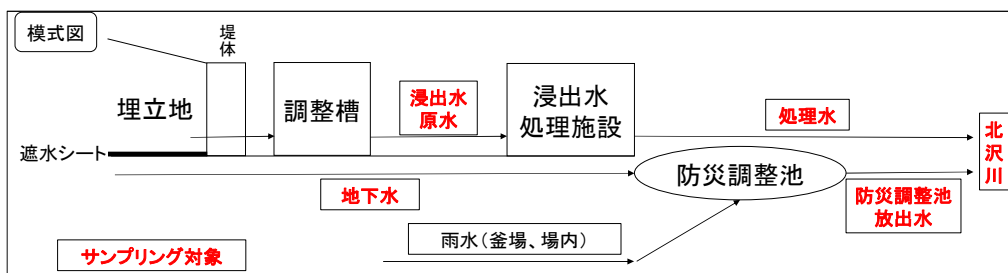 模式図
堤体
埋立地
調整槽
浸出水
原水
浸出水
処理施設
処理水
北沢川
遮水シート
地下水
防災調整池
防災調整池
放出水
雨水(釜場、場内)
サンプリング対象